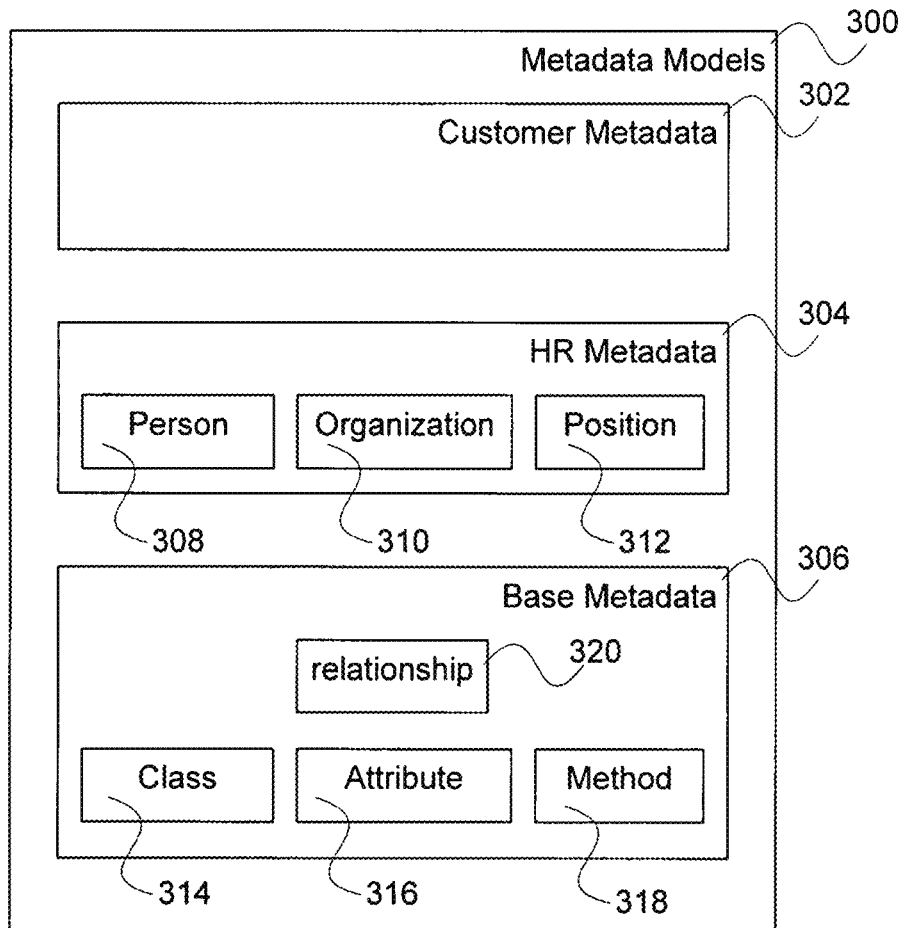 300
Metadata Models
302
Customer Metadata
304
HR Metadata
Person
Organization
Position
308
310
312
306
Base Metadata
relationship
320
Class
Attribute
Method
314
316
318